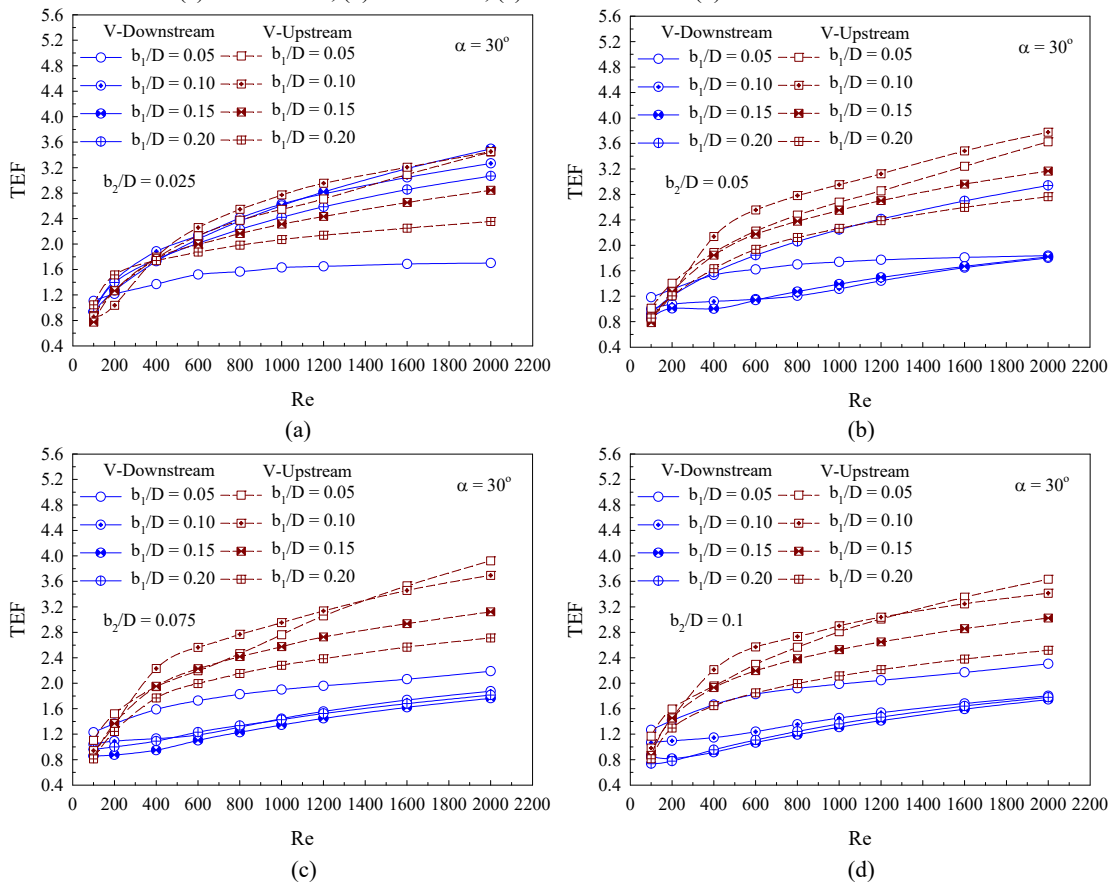 V-Downstream V-Upstream
b1/D = 0.05 b1/D = 0.05
b1/D = 0.10 b1/D = 0.10
b1/D = 0.15 b1/D = 0.15
b1/D = 0.20 b1/D = 0.20
α = 30°
b2/D = 0.025
TEF
5.6
5.2
4.8
4.4
4.0
3.6
3.2
2.8
2.4
2.0
1.6
1.2
0.8
0.4
0 200 400 600 800 1000 1200 1400 1600 1800 2000 2200
Re
(a)
V-Downstream V-Upstream
b1/D = 0.05 b1/D = 0.05
b1/D = 0.10 b1/D = 0.10
b1/D = 0.15 b1/D = 0.15
b1/D = 0.20 b1/D = 0.20
α = 30°
b2/D = 0.05
TEF
5.6
5.2
4.8
4.4
4.0
3.6
3.2
2.8
2.4
2.0
1.6
1.2
0.8
0.4
0 200 400 600 800 1000 1200 1400 1600 1800 2000 2200
Re
(b)
V-Downstream V-Upstream
b1/D = 0.05 b1/D = 0.05
b1/D = 0.10 b1/D = 0.10
b1/D = 0.15 b1/D = 0.15
b1/D = 0.20 b1/D = 0.20
α = 30°
b2/D = 0.075
TEF
5.6
5.2
4.8
4.4
4.0
3.6
3.2
2.8
2.4
2.0
1.6
1.2
0.8
0.4
0 200 400 600 800 1000 1200 1400 1600 1800 2000 2200
Re
(c)
V-Downstream V-Upstream
b1/D = 0.05 b1/D = 0.05
b1/D = 0.10 b1/D = 0.10
b1/D = 0.15 b1/D = 0.15
b1/D = 0.20 b1/D = 0.20
α = 30°
b2/D = 0.1
TEF
5.6
5.2
4.8
4.4
4.0
3.6
3.2
2.8
2.4
2.0
1.6
1.2
0.8
0.4
0 200 400 600 800 1000 1200 1400 1600 1800 2000 2200
Re
(d)